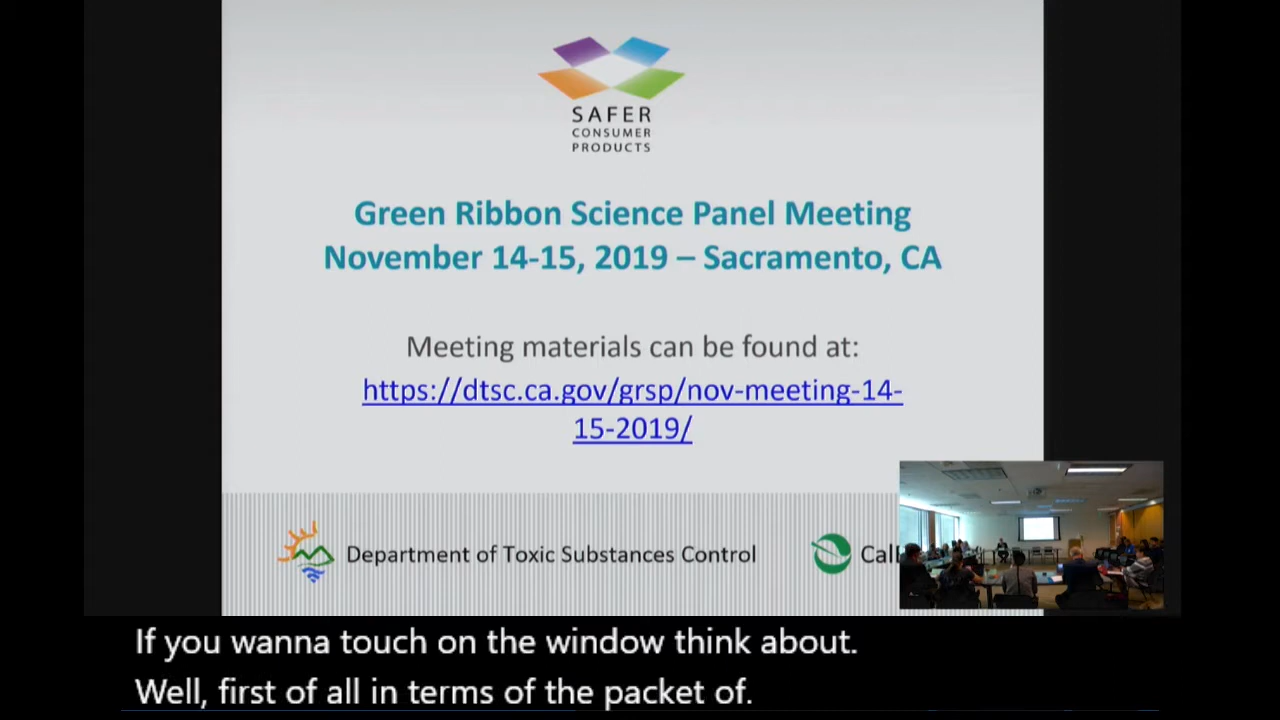 SAFER
CONSUMER
PRODUCTS
Green Ribbon Science Panel Meeting
November 14-15, 2019 – Sacramento, CA
Meeting materials can be found at:
https://dtsc.ca.gov/grsp/nov-meeting-14-
15-2019/
Department of Toxic Substances Control
If you wanna touch on the window think about.
Well, first of all in terms of the packet of.